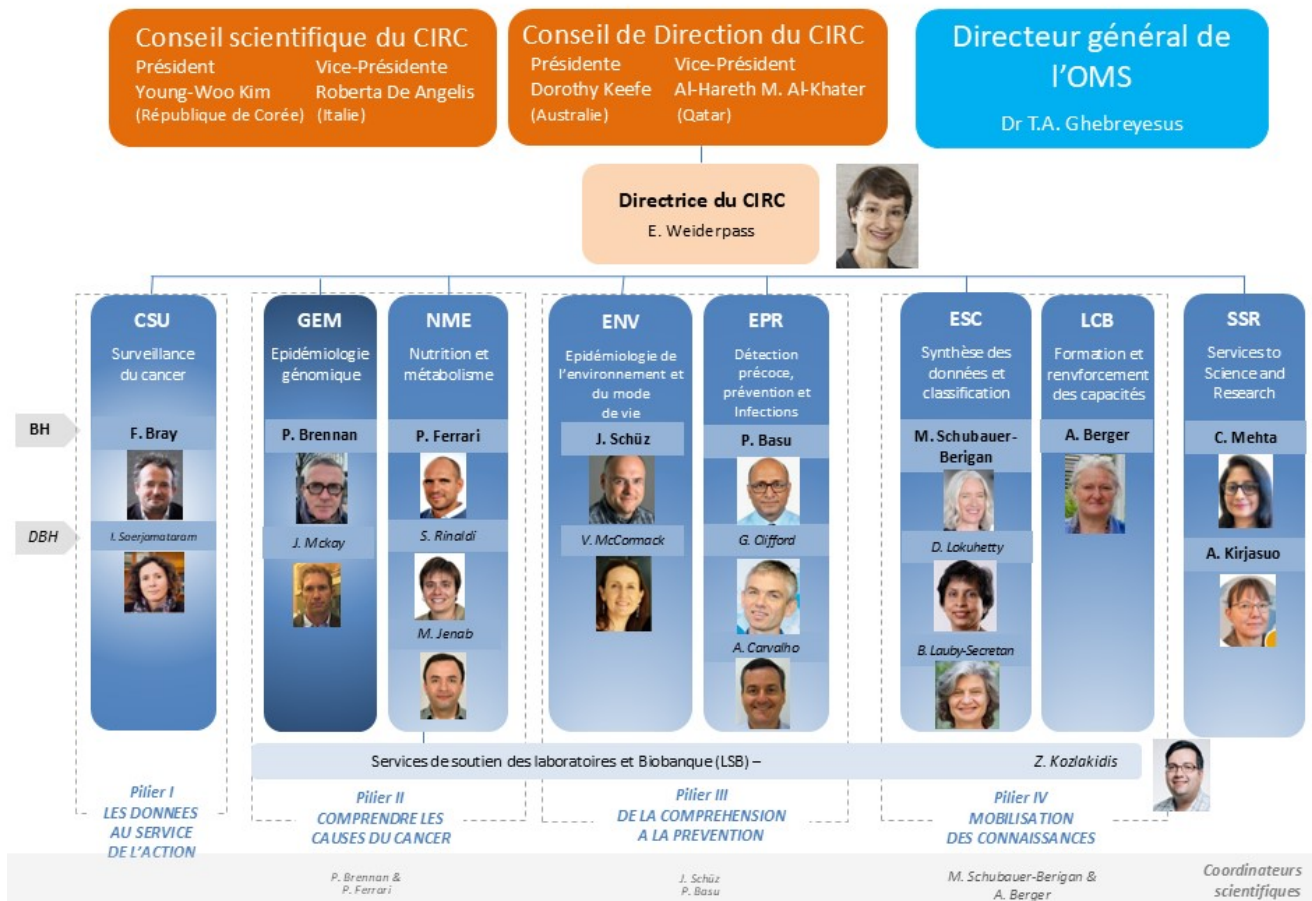 Conseil scientifique du CIRC
Président
Vice-Présidente
Young-Woo Kim
Roberta De Angelis
(République de Corée)
(Italie)
Conseil de Direction du CIRC
Présidente
Vice-Président
Dorothy Keefe
Al-Hareth M. Al-Khater
(Australie)
(Qatar)
Directeur général de
l'OMS
Dr T.A. Ghebreyesus
Directrice du CIRC
E. Weiderpass
BH
DBH
CSU
Surveillance
du cancer
F. Bray
I. Soerjomataram
GEM
Epidémiologie
génomique
P. Brennan
J. Mckay
NME
Nutrition et
métabolisme
P. Ferrari
S. Rinaldi
M. Jenab
ENV
Epidémiologie de
l'environnement et
du mode
de vie
J. Schüz
V. McCormack
EPR
Détection
précoce,
prévention et
Infections
P. Basu
G. Clifford
A. Carvalho
ESC
Synthèse des
données et
classification
M. Schubauer-
Berigan
D. Lokuhetty
B. Lauby-Secretan
LCB
Formation et
renvforcement
des capacités
A. Berger
SSR
Services to
Science and
Research
C. Mehta
A. Kirjasuo
Services de soutien des laboratoires et Biobanque (LSB) –
Z. Kozlakidis
Pilier I
LES DONNEES
AU SERVICE
DE L'ACTION
Pilier II
COMPRENDRE LES
CAUSES DU CANCER
Pilier III
DE LA COMPREHENSION
A LA PREVENTION
Pilier IV
MOBILISATION
DES CONNAISSANCES
P. Brennan &
P. Ferrari
J. Schüz
P. Basu
M. Schubauer-Berigan &
A. Berger
Coordinateurs
scientifiques